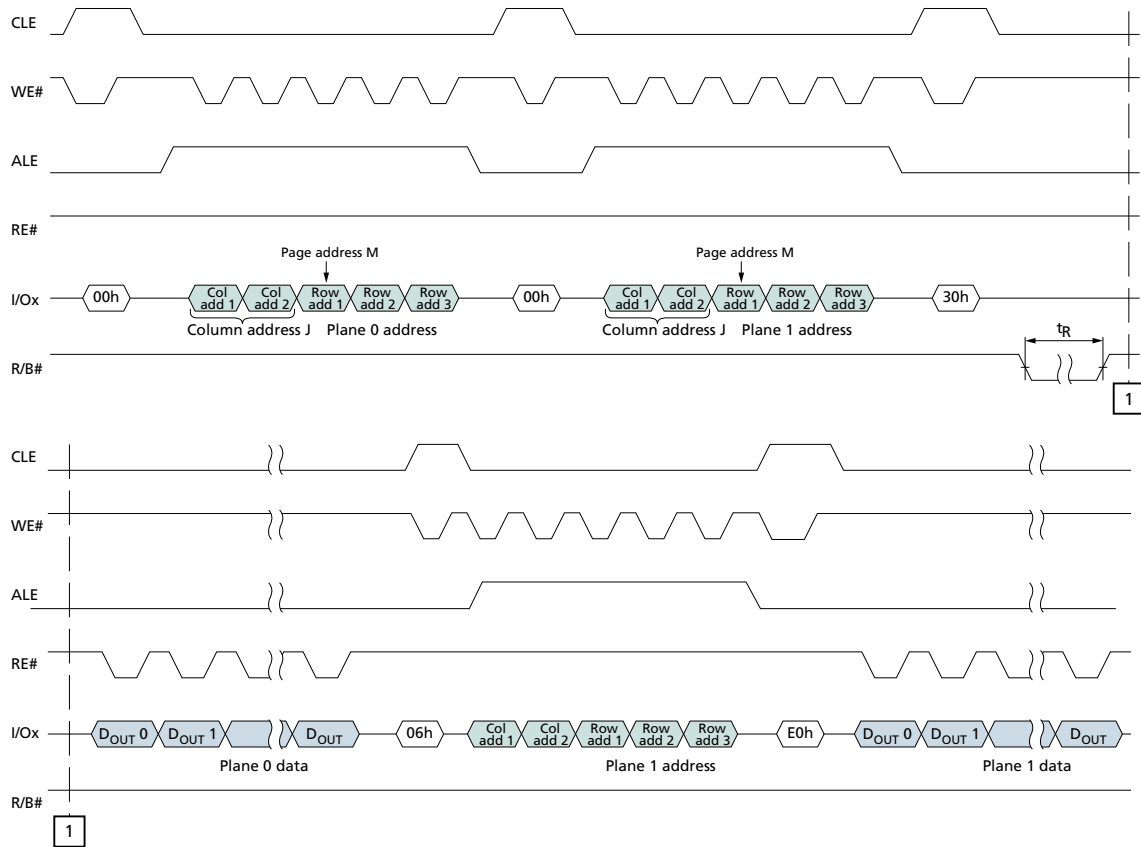 CLE
WE#
ALE
RE#
Page address M
Page address M
I/Ox
00h
Col add 1
Col add 2
Row add 1
Row add 2
Row add 3
00h
Col add 1
Col add 2
Row add 1
Row add 2
Row add 3
30h
Column address J
Plane 0 address
Column address J
Plane 1 address
tR
R/B#
1
CLE
WE#
ALE
RE#
I/Ox
DOUT 0
DOUT 1
DOUT
06h
Col add 1
Col add 2
Row add 1
Row add 2
Row add 3
E0h
DOUT 0
DOUT 1
DOUT
Plane 0 data
Plane 1 address
Plane 1 data
R/B#
1